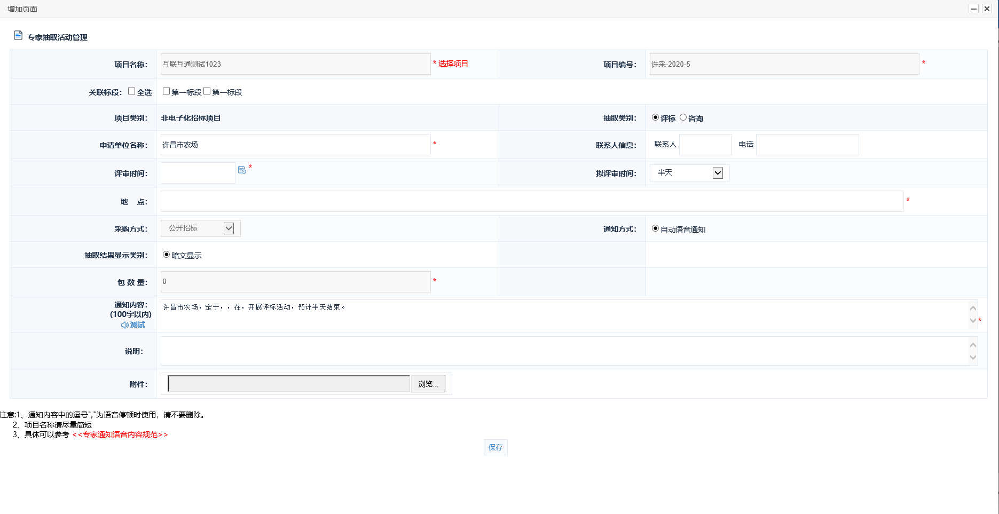 增加页面
专家抽取活动管理
项目名称： 互联互通测试1023 * 选择项目 项目编号： 许采-2020-5 *
关联标段： 全选 第一标段 第一标段
项目类别： 非电子化招标项目 抽取类别： 评标 咨询
申请单位名称： 许昌市农场 * 联系人信息： 联系人 电话
评审时间： * 拟评审时间： 半天
地 点： *
采购方式： 公开招标 通知方式： 自动语音通知
抽取结果显示类别： 暗文显示
包 数 量： 0 *
通知内容：
(100字以内)
测试
许昌市农场，定于，，在，开展评标活动，预计半天结束。
*
说明：
附件： 浏览...
注意:1、通知内容中的逗号","为语音停顿时使用，请不要删除。
2、项目名称请尽量简短
3、具体可以参考 <<专家通知语音内容规范>>
保存